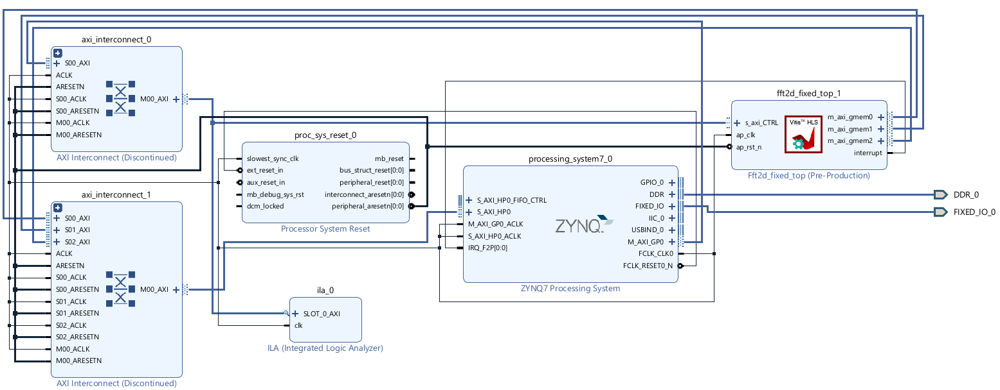 axi_interconnect_0
S00_AXI
ACLK
ARESETN
S00_ACLK
M00_AXI
S00_ARESETN
M00_ACLK
M00_ARESETN
AXI Interconnect (Discontinued)
axi_interconnect_1
S00_AXI
S01_AXI
S02_AXI
ACLK
ARESETN
S00_ACLK
S00_ARESETN
M00_AXI
S01_ACLK
S01_ARESETN
S02_ACLK
S02_ARESETN
M00_ACLK
M00_ARESETN
AXI Interconnect (Discontinued)
proc_sys_reset_0
slowest_sync_clk
mb_reset
ext_reset_in
bus_struct_reset[0:0]
aux_reset_in
peripheral_reset[0:0]
mb_debug_sys_rst
interconnect_aresetn[0:0]
dcm_locked
peripheral_aresetn[0:0]
Processor System Reset
ila_0
SLOT_0_AXI
clk
ILA (Integrated Logic Analyzer)
processing_system7_0
GPIO_0
DDR
S_AXI_HP0_FIFO_CTRL
FIXED_IO
S_AXI_HP0
IIC_0
M_AXI_GP0_ACLK
ZYNQ
USBIND_0
S_AXI_HP0_ACLK
M_AXI_GP0
IRQ_F2P[0:0]
FCLK_CLK0
FCLK_RESET0_N
ZYNQ7 Processing System
fft2d_fixed_top_1
m_axi_gmem0
s_axi_CTRL
Vitis™ HLS
m_axi_gmem1
ap_clk
m_axi_gmem2
ap_rst_n
interrupt
Fft2d_fixed_top (Pre-Production)
DDR_0
FIXED_IO_0